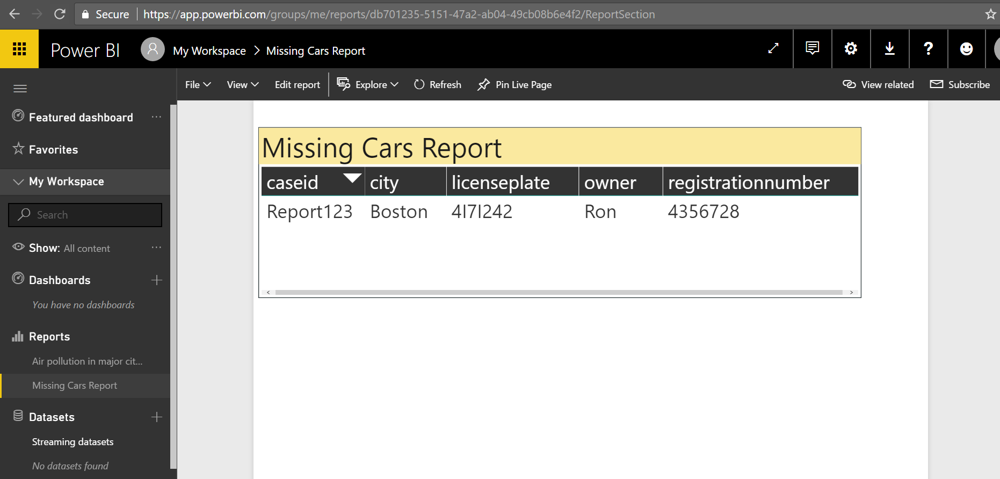 Secure https://app.powerbi.com/groups/me/reports/db701235-5151-47a2-ab04-49cb08b6e4f2/ReportSection
Power BI My Workspace > Missing Cars Report
File View Edit report Explore Refresh Pin Live Page View related Subscribe
Featured dashboard ...
Favorites
My Workspace
Search
Show: All content ...
Dashboards
You have no dashboards
Reports
Air pollution in major cit...
Missing Cars Report
Datasets
Streaming datasets
No datasets found
Missing Cars Report
caseid city licenseplate owner registrationnumber
Report123 Boston 4I7I242 Ron 4356728